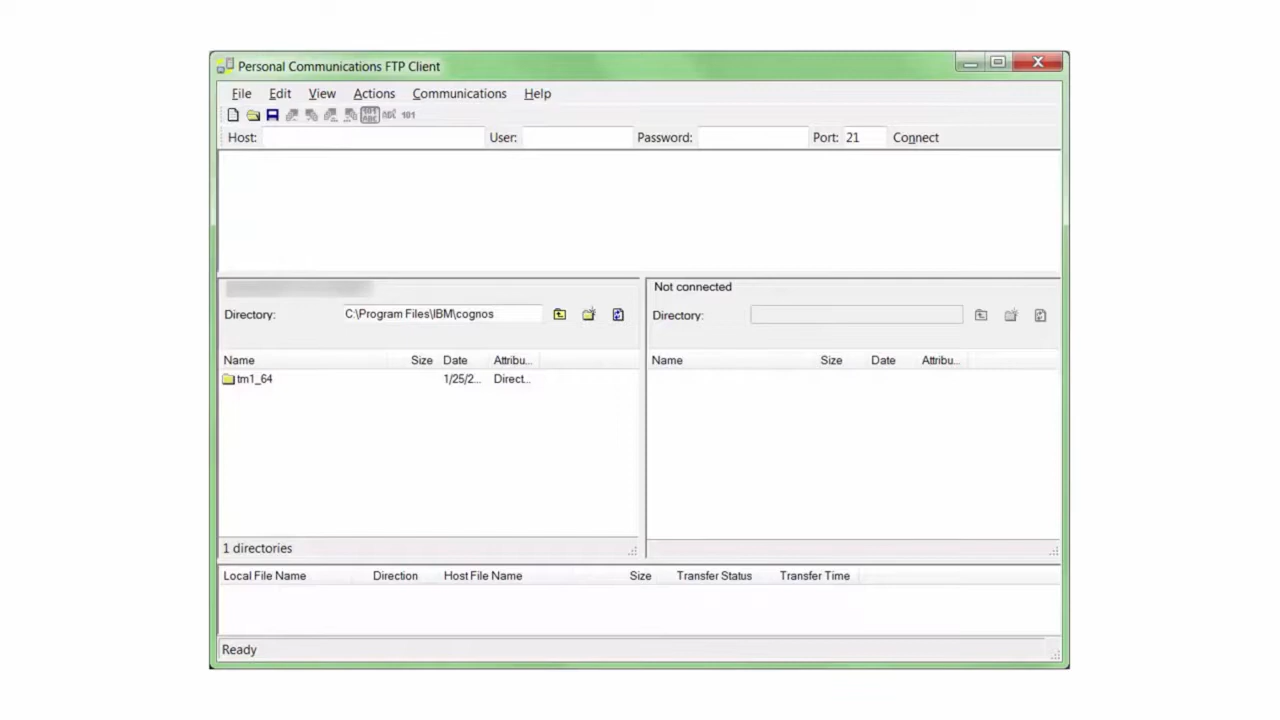 Personal Communications FTP Client
File Edit View Actions Communications Help
Host: User: Password: Port: 21 Connect
Not connected
Directory: C:\Program Files\IBM\cognos
Directory:
Name Size Date Attribu...
Name Size Date Attribu...
tm1_64 1/25/2... Direct...
1 directories
Local File Name Direction Host File Name Size Transfer Status Transfer Time
Ready